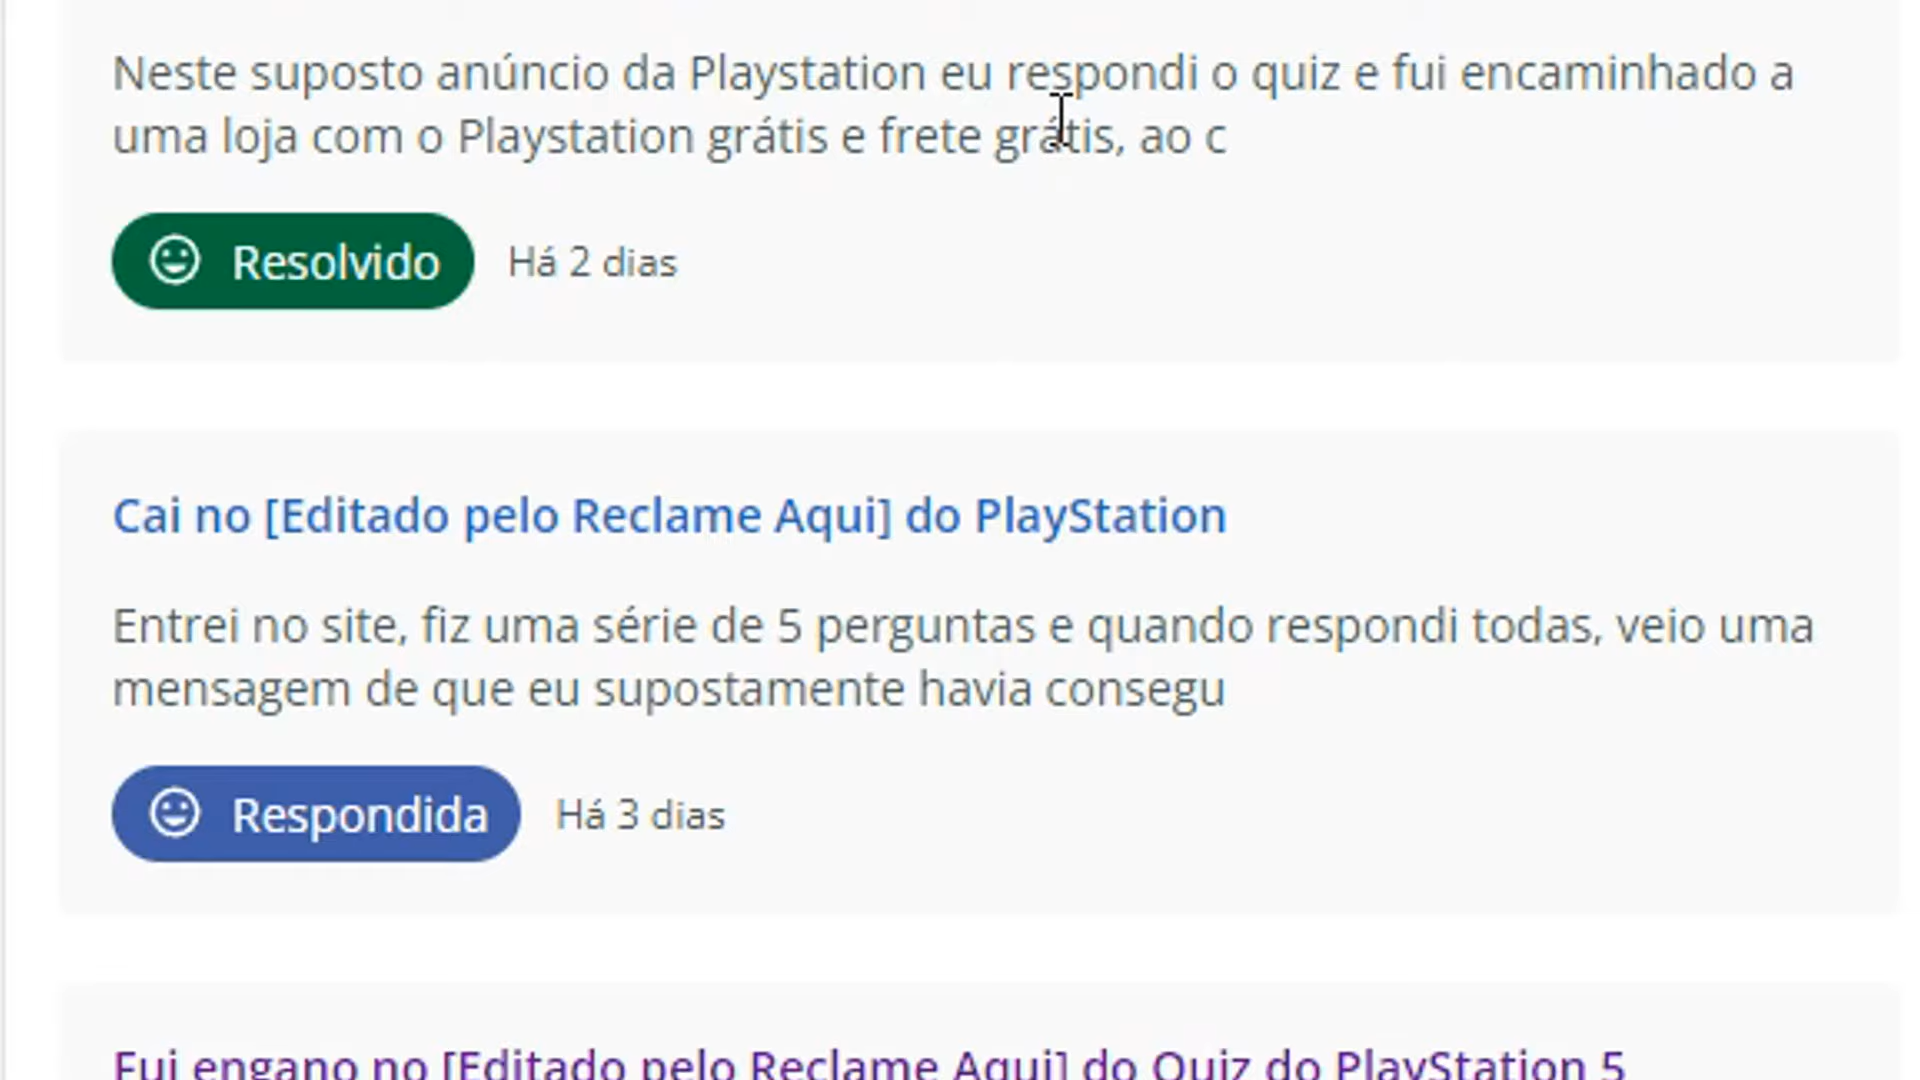 Neste suposto anúncio da Playstation eu respondi o quiz e fui encaminhado a
uma loja com o Playstation grátis e frete grátis, ao c
Resolvido Há 2 dias
Cai no [Editado pelo Reclame Aqui] do PlayStation
Entrei no site, fiz uma série de 5 perguntas e quando respondi todas, veio uma
mensagem de que eu supostamente havia consegu
Respondida Há 3 dias
Fui engano no [Editado pelo Reclame Aqui] do Quiz do PlayStation 5